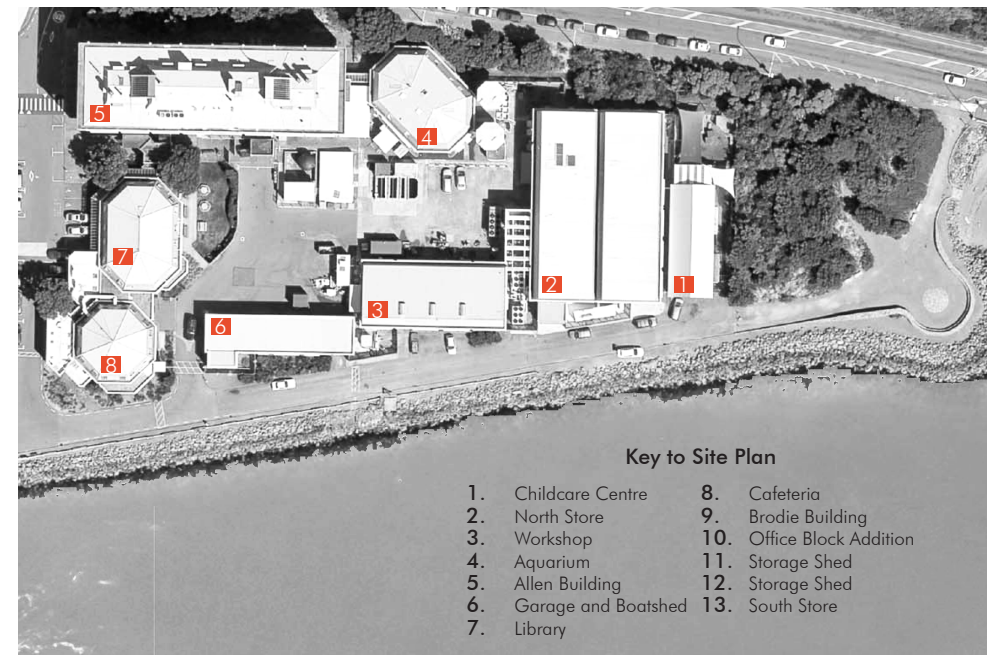 5
4
7
2
1
3
6
8
Key to Site Plan
1. Childcare Centre
2. North Store
3. Workshop
4. Aquarium
5. Allen Building
6. Garage and Boatshed
7. Library
8. Cafeteria
9. Brodie Building
10. Office Block Addition
11. Storage Shed
12. Storage Shed
13. South Store